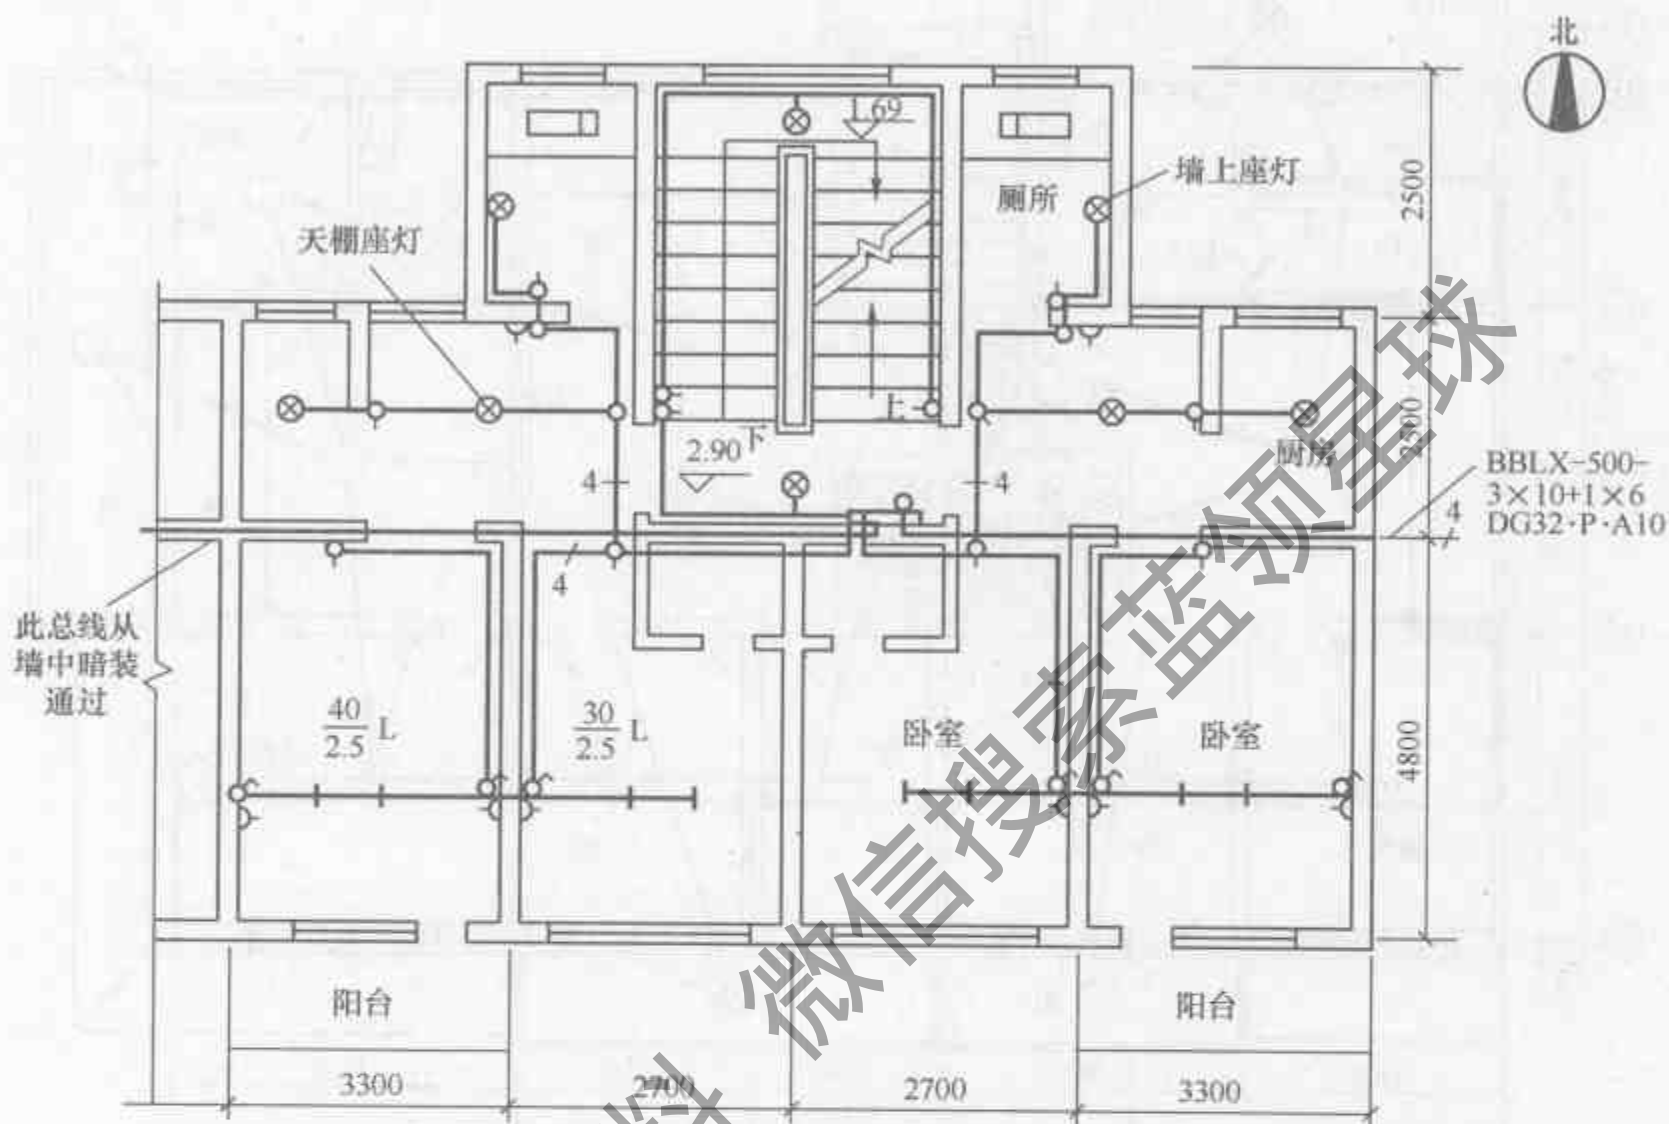 北
1.69
墙上座灯
厕所
2500
天棚座灯
上
下
2.90
厨房
2500
4
4
BBLX-500-
3×10+1×6
DG32·P·A10
4
4
此总线从
墙中暗装
通过
40
2.5
L
30
2.5
L
卧室
卧室
4800
阳台
阳台
3300
2700
2700
3300
微信搜索蓝领星球
料